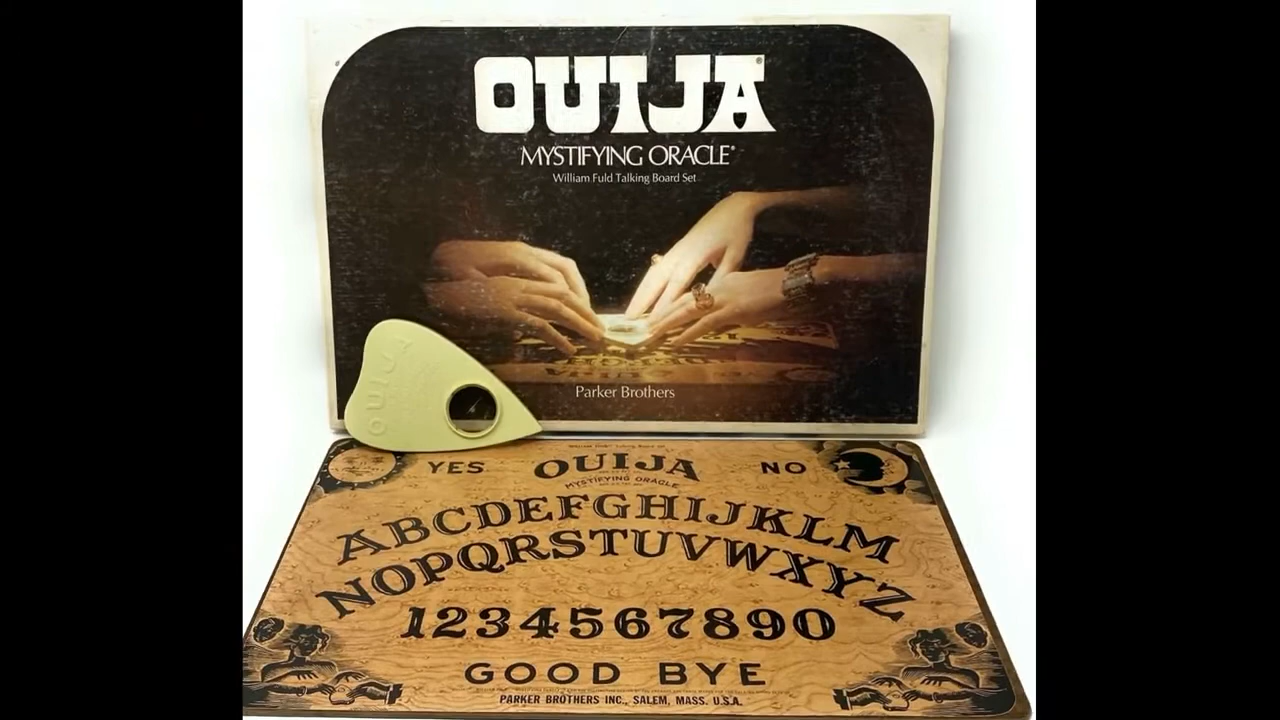 OUIJA®
MYSTIFYING ORACLE®
William Fuld Talking Board Set
Parker Brothers
OUIJA
YES OUIJA NO
MYSTIFYING ORACLE
ABCDEFGHIJKLM
NOPQRSTUVWXYZ
1234567890
GOOD BYE
PARKER BROTHERS INC., SALEM, MASS. U.S.A.